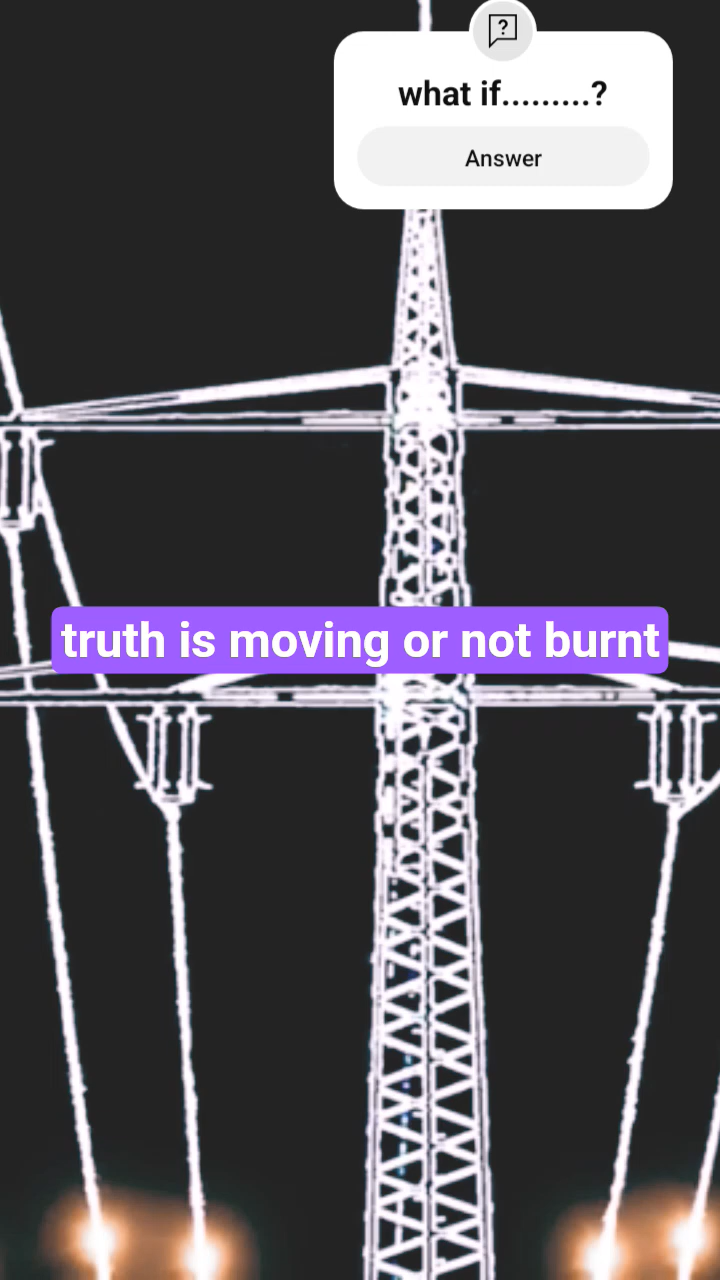 what if.........?
Answer
truth is moving or not burnt